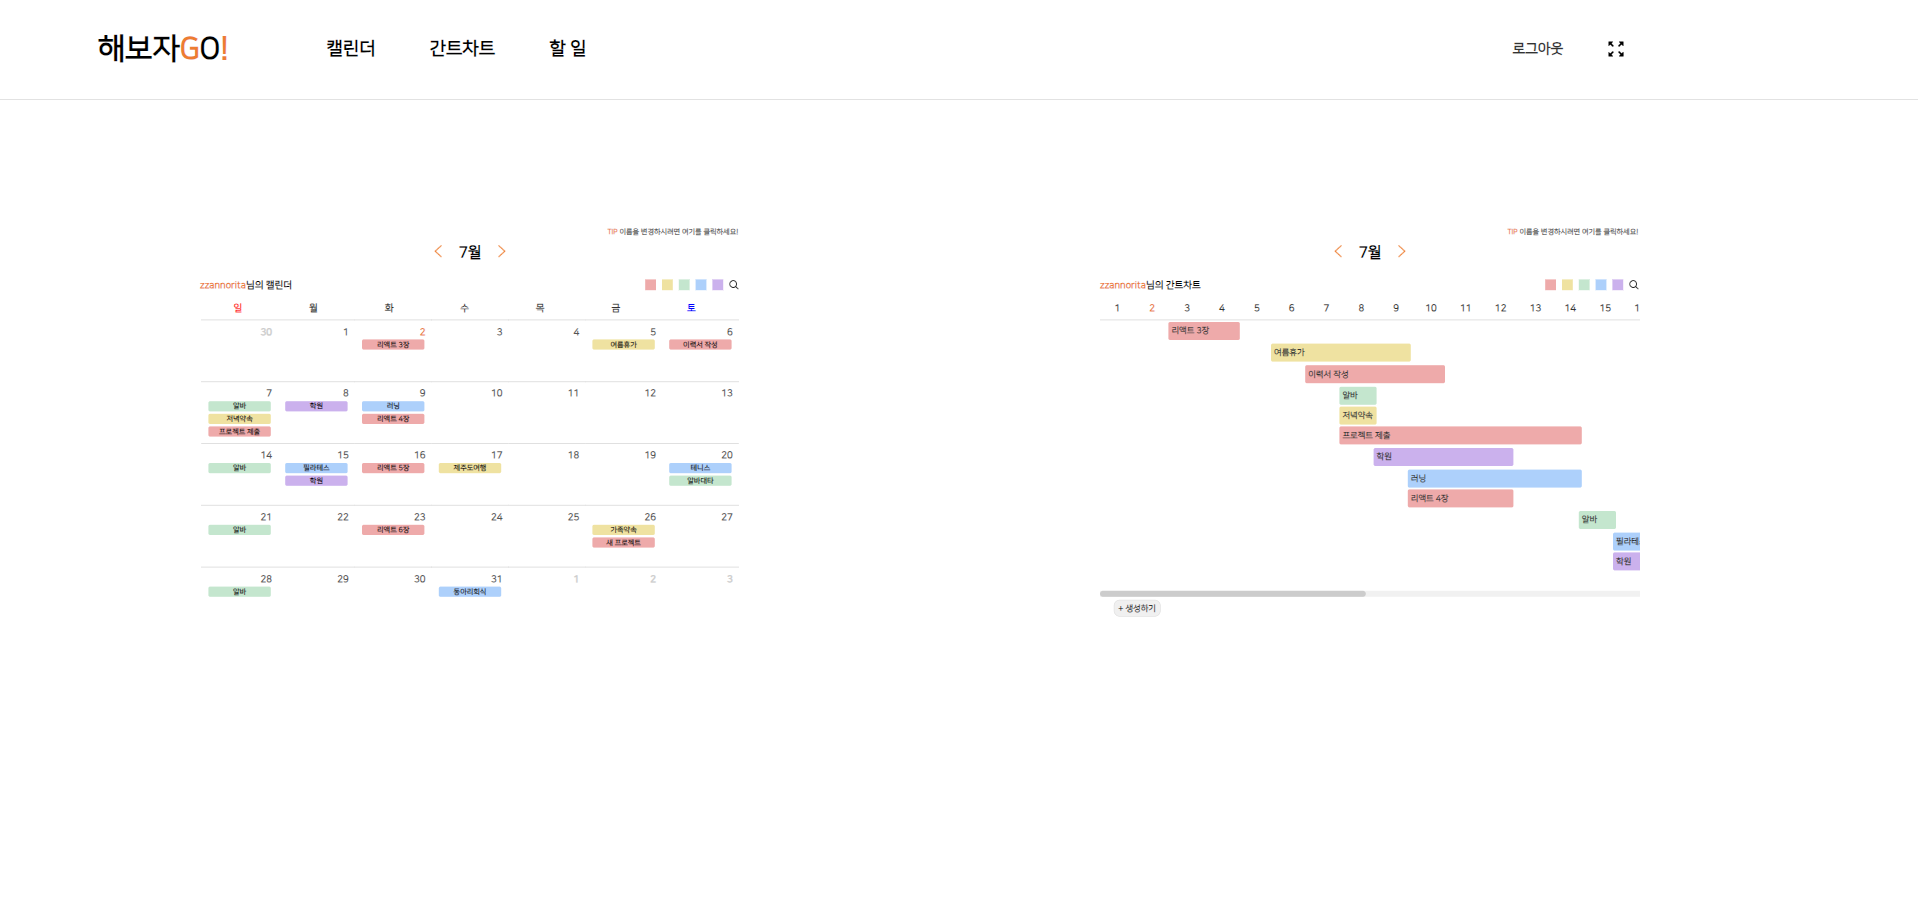 해보자GO! 캘린더 간트차트 할 일 로그아웃
TIP 이름을 변경하시려면 여기를 클릭하세요!
7월
zzannorita님의 캘린더
일 월 화 수 목 금 토
30 1 2 3 4 5 6
리액트 3장 여름휴가 이력서 작성
7 8 9 10 11 12 13
알바 학원 러닝
저녁약속 리액트 4장
프로젝트 제출
14 15 16 17 18 19 20
알바 필라테스 리액트 5장 제주도여행 테니스
학원 알바대타
21 22 23 24 25 26 27
알바 리액트 6장 가족약속
새 프로젝트
28 29 30 31 1 2 3
알바 동아리회식
TIP 이름을 변경하시려면 여기를 클릭하세요!
7월
zzannorita님의 간트차트
1 2 3 4 5 6 7 8 9 10 11 12 13 14 15 1
리액트 3장
여름휴가
이력서 작성
알바
저녁약속
프로젝트 제출
학원
러닝
리액트 4장
알바
필라테
학원
+ 생성하기